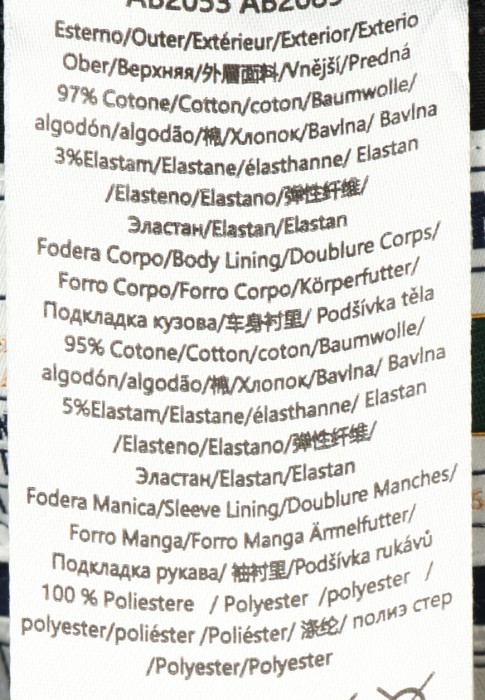 AB2053 AB2085
Esterno/Outer/Extérieur/Exterior/Exterio
Ober/Верхняя/外層面料/Vnější/Predná
97% Cotone/Cotton/coton/Baumwolle/
algodón/algodão/棉/Хлопок/Bavlna/ Bavlna
3%Elastam/Elastane/élasthanne/ Elastan
/Elasteno/Elastano/弹性纤维/
Эластан/Elastan/Elastan
Fodera Corpo/Body Lining/Doublure Corps/
Forro Corpo/Forro Corpo/Körperfutter/
Подкладка кузова/车身衬里/ Podšívka těla
95% Cotone/Cotton/coton/Baumwolle/
algodón/algodão/棉/Хлопок/Bavlna/ Bavlna
5%Elastam/Elastane/élasthanne/ Elastan
/Elasteno/Elastano/弹性纤维/
Эластан/Elastan/Elastan
Fodera Manica/Sleeve Lining/Doublure Manches/
Forro Manga/Forro Manga Ärmelfutter/
Подкладка рукава/ 袖衬里/Podšívka rukávů
100 % Poliestere / Polyester /polyester /
polyester/poliéster /Poliéster/ 涤纶/ полиэ стер
/Polyester/Polyester